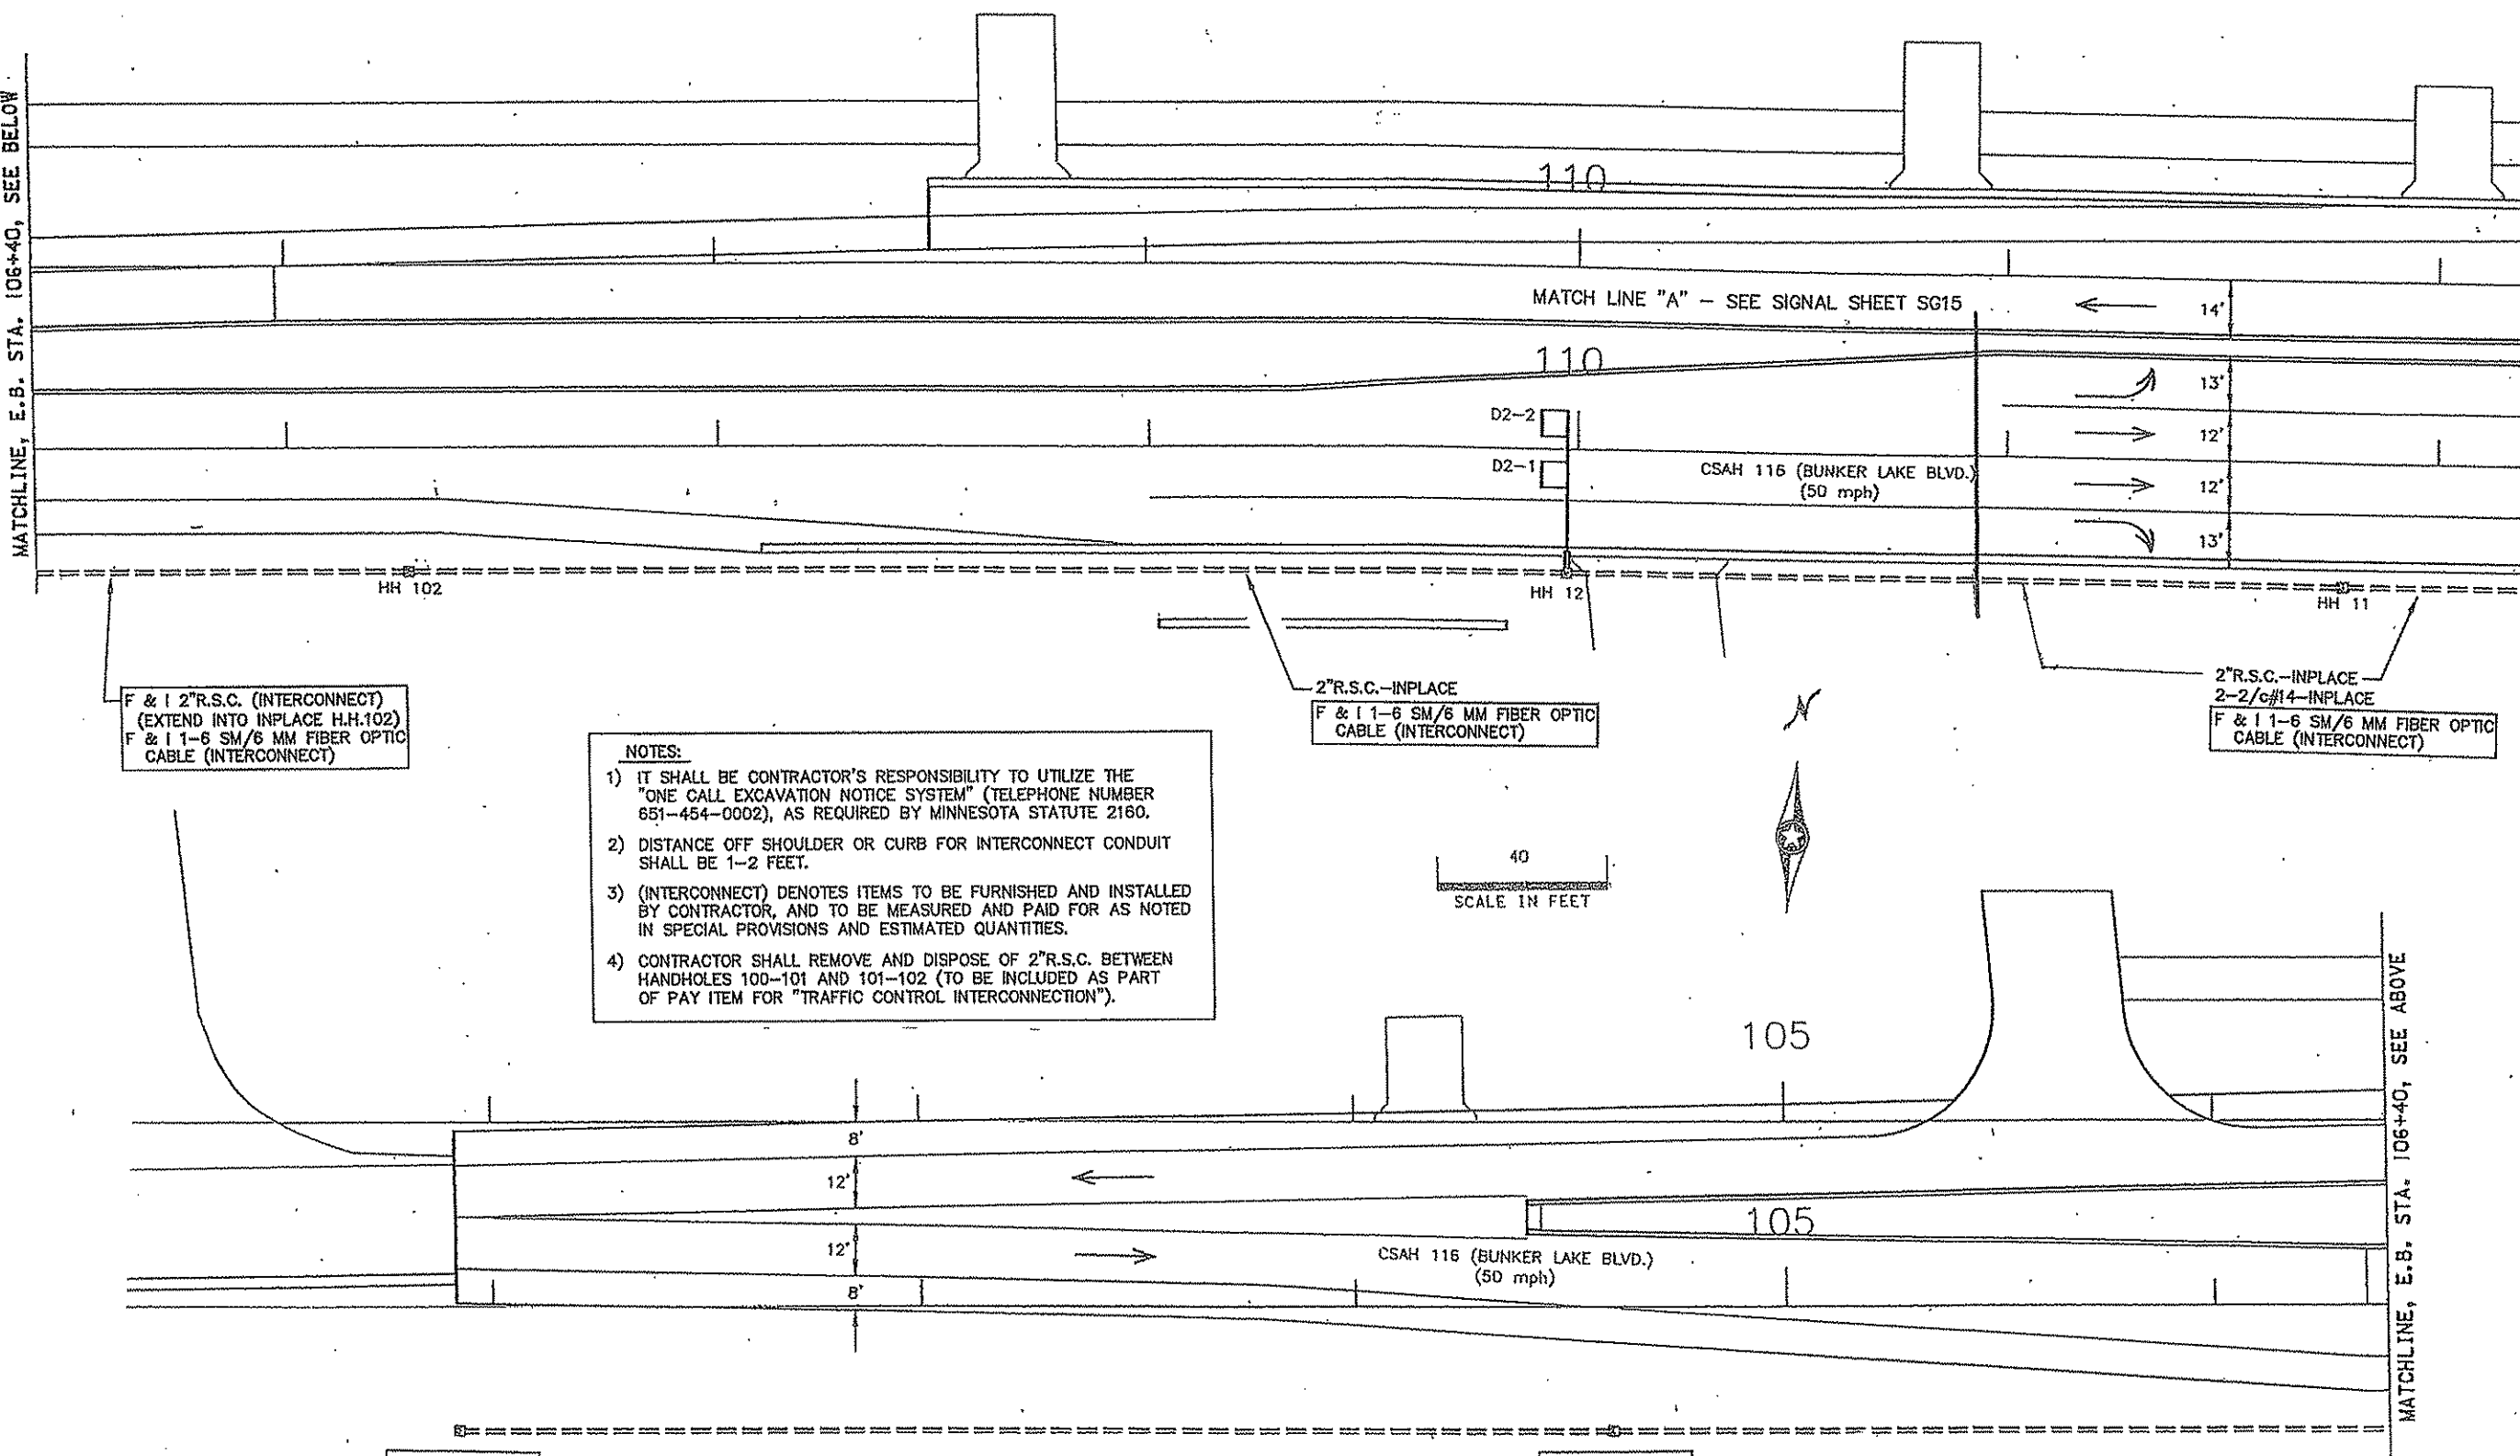 MATCHLINE, E.B. STA. 106+40, SEE BELOW
110
MATCH LINE "A" - SEE SIGNAL SHEET SG15
14'
110
13'
D2-2
12'
D2-1
CSAH 116 (BUNKER LAKE BLVD.)
(50 mph)
12'
13'
HH 102
HH 12
HH 11
F & I 2"R.S.C. (INTERCONNECT)
(EXTEND INTO INPLACE H.H.102)
F & I 1-6 SM/6 MM FIBER OPTIC
CABLE (INTERCONNECT)
2"R.S.C.-INPLACE
F & I 1-6 SM/6 MM FIBER OPTIC
CABLE (INTERCONNECT)
2"R.S.C.-INPLACE
2-2/c#14-INPLACE
F & I 1-6 SM/6 MM FIBER OPTIC
CABLE (INTERCONNECT)
N
NOTES:
1) IT SHALL BE CONTRACTOR'S RESPONSIBILITY TO UTILIZE THE
"ONE CALL EXCAVATION NOTICE SYSTEM" (TELEPHONE NUMBER
651-454-0002), AS REQUIRED BY MINNESOTA STATUTE 2160.
2) DISTANCE OFF SHOULDER OR CURB FOR INTERCONNECT CONDUIT
SHALL BE 1-2 FEET.
3) (INTERCONNECT) DENOTES ITEMS TO BE FURNISHED AND INSTALLED
BY CONTRACTOR, AND TO BE MEASURED AND PAID FOR AS NOTED
IN SPECIAL PROVISIONS AND ESTIMATED QUANTITIES.
4) CONTRACTOR SHALL REMOVE AND DISPOSE OF 2"R.S.C. BETWEEN
HANDHOLES 100-101 AND 101-102 (TO BE INCLUDED AS PART
OF PAY ITEM FOR "TRAFFIC CONTROL INTERCONNECTION").
40
SCALE IN FEET
105
8'
12'
105
12'
CSAH 116 (BUNKER LAKE BLVD.)
(50 mph)
8'
MATCHLINE, E.B. STA. 106+40, SEE ABOVE